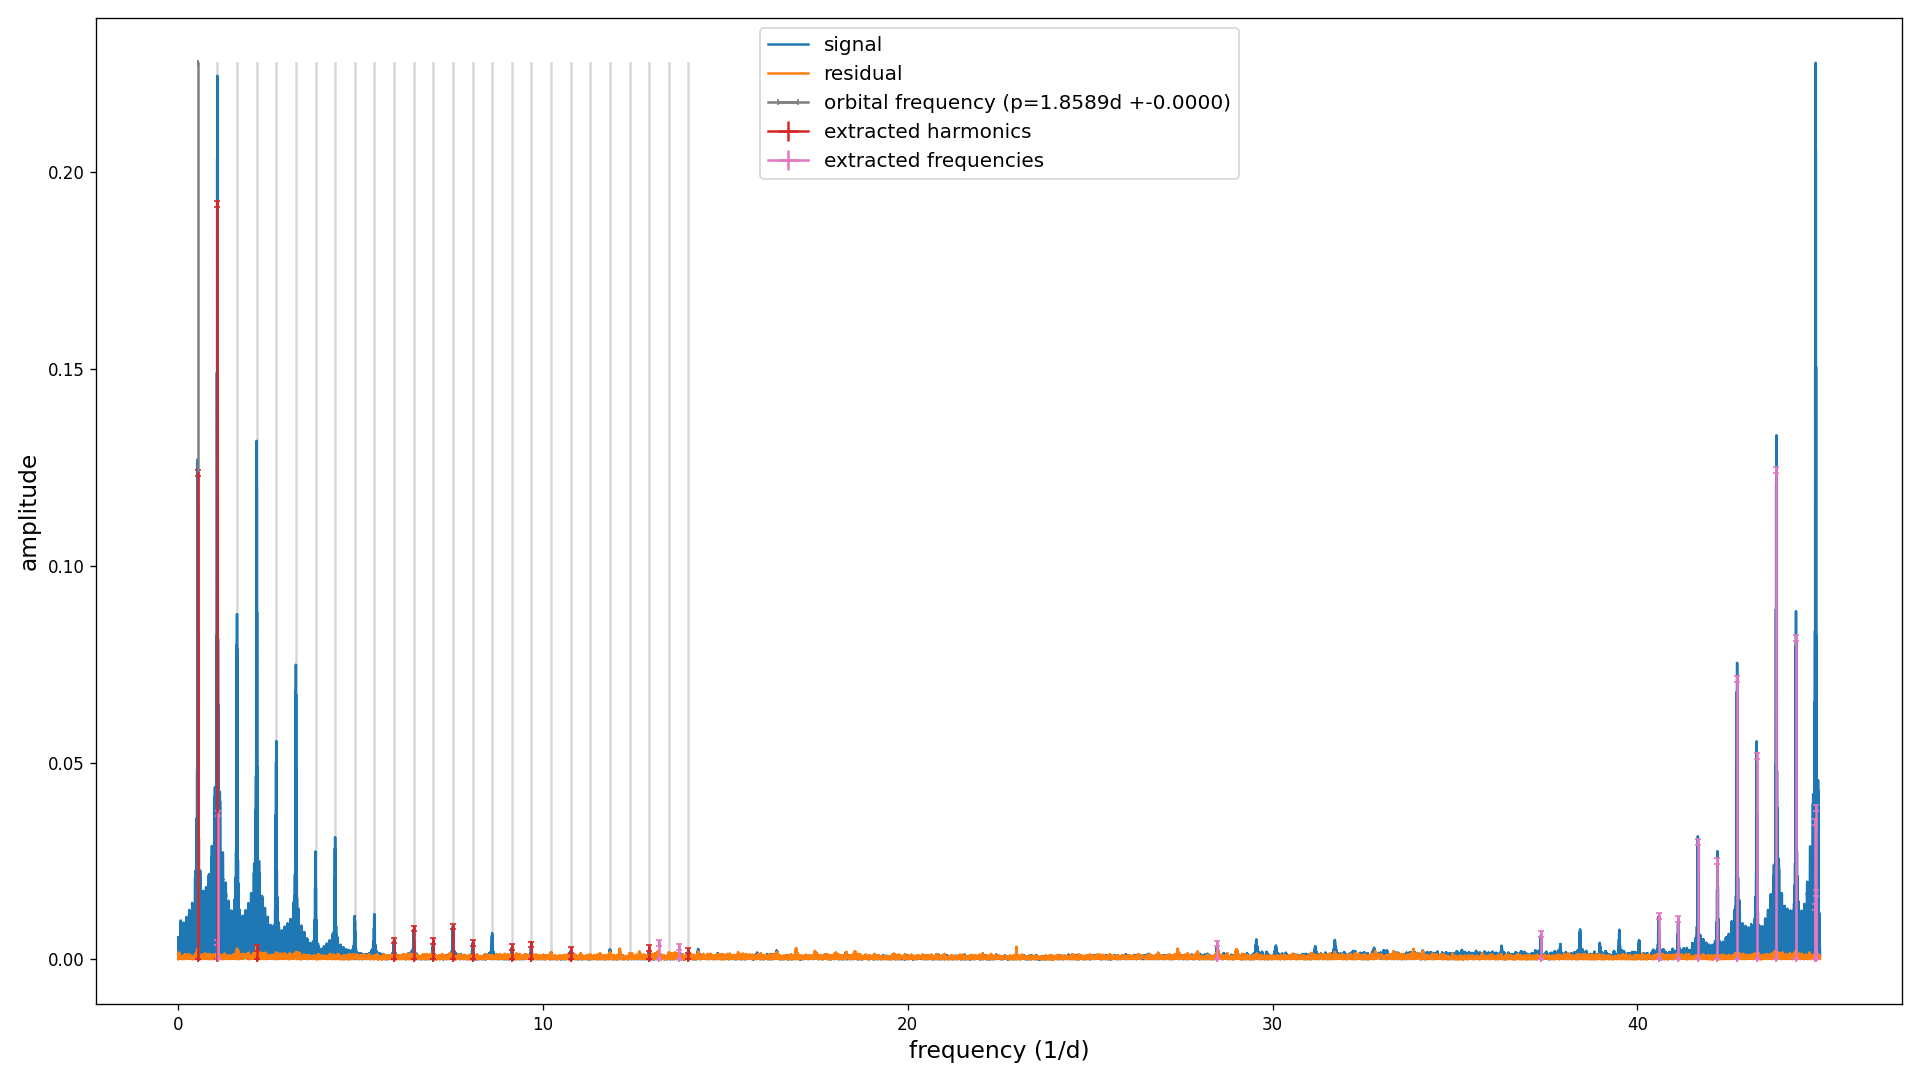 signal
residual
orbital frequency (p=1.8589d +-0.0000)
extracted harmonics
extracted frequencies
amplitude
0.20
0.15
0.10
0.05
0.00
0 10 20 30 40
frequency (1/d)